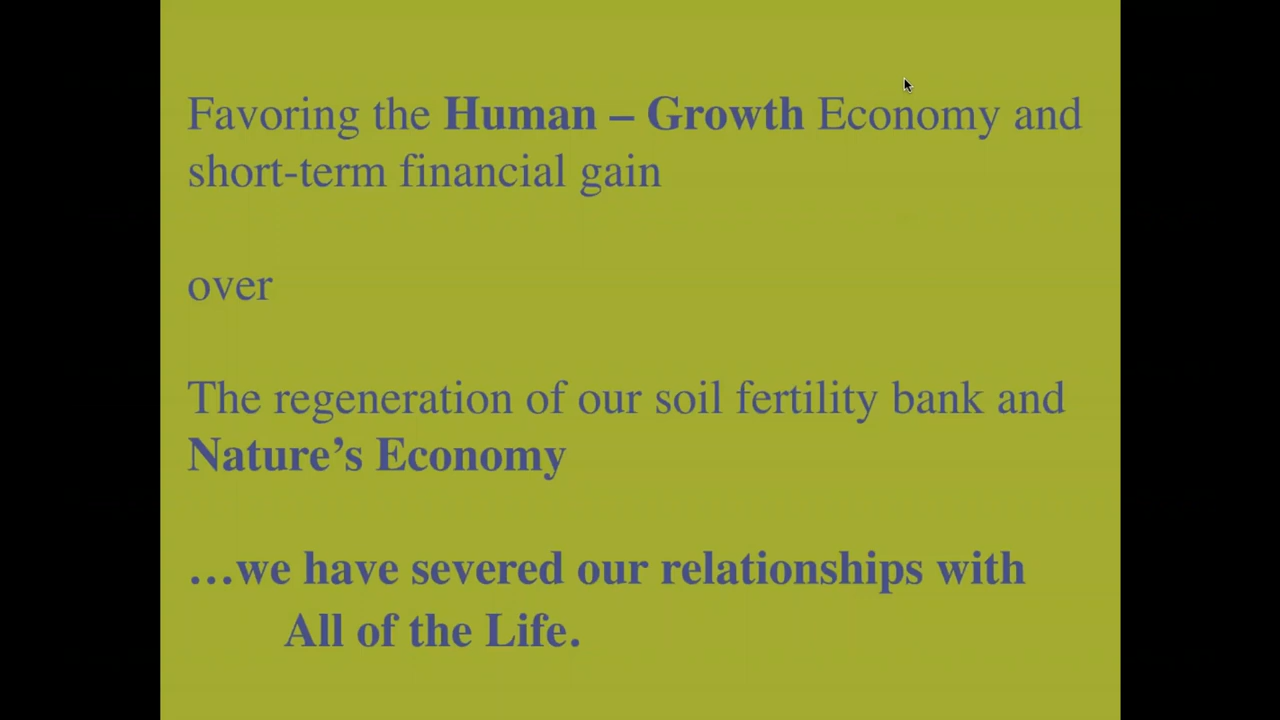 Favoring the Human – Growth Economy and
short-term financial gain
over
The regeneration of our soil fertility bank and
Nature’s Economy
…we have severed our relationships with
All of the Life.